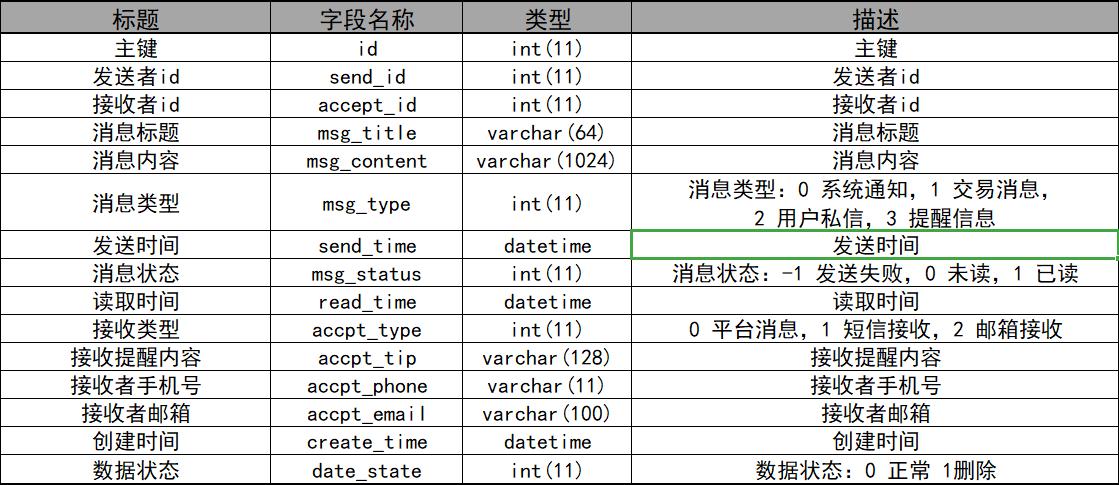 标题 字段名称 类型 描述
主键 id int(11) 主键
发送者id send_id int(11) 发送者id
接收者id accept_id int(11) 接收者id
消息标题 msg_title varchar(64) 消息标题
消息内容 msg_content varchar(1024) 消息内容
消息类型 msg_type int(11) 消息类型：0 系统通知，1 交易消息，
2 用户私信，3 提醒信息
发送时间 send_time datetime 发送时间
消息状态 msg_status int(11) 消息状态：-1 发送失败，0 未读，1 已读
读取时间 read_time datetime 读取时间
接收类型 accpt_type int(11) 0 平台消息，1 短信接收，2 邮箱接收
接收提醒内容 accpt_tip varchar(128) 接收提醒内容
接收者手机号 accpt_phone varchar(11) 接收者手机号
接收者邮箱 accpt_email varchar(100) 接收者邮箱
创建时间 create_time datetime 创建时间
数据状态 date_state int(11) 数据状态：0 正常 1删除